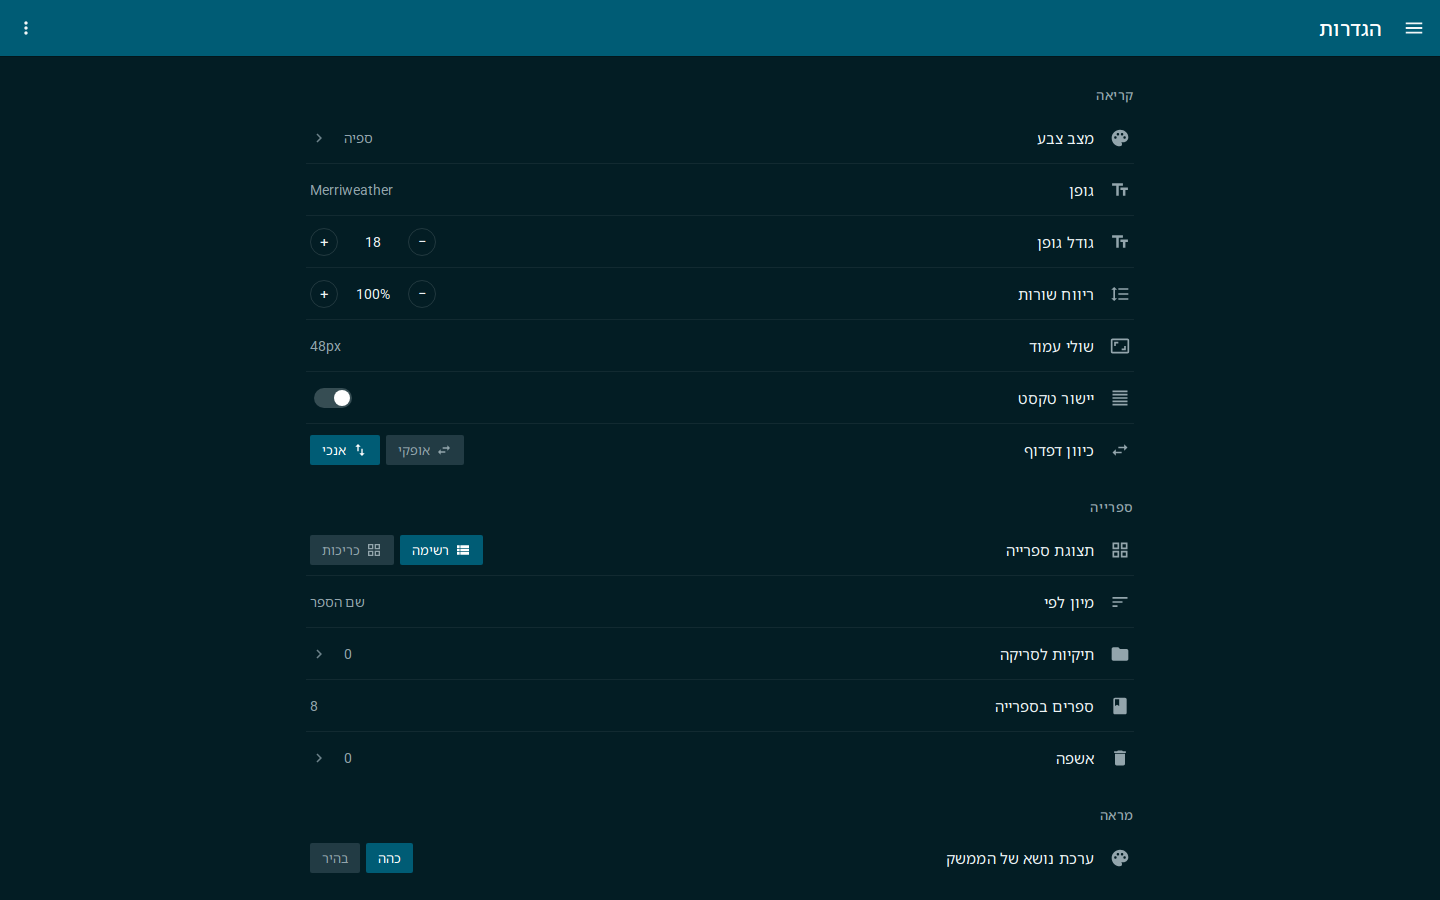 הגדרות
קריאה
מצב צבע ספיה
גופן Merriweather
גודל גופן − 18 +
ריווח שורות − 100% +
שולי עמוד 48px
יישור טקסט
כיוון דפדוף אופקי אנכי
ספרייה
תצוגת ספרייה רשימה כריכות
מיון לפי שם הספר
תיקיות לסריקה 0
ספרים בספרייה 8
אשפה 0
מראה
ערכת נושא של הממשק כהה בהיר